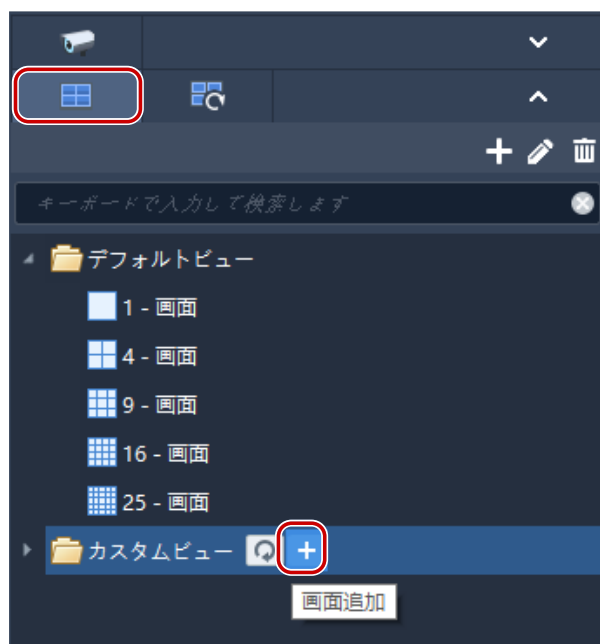 キーボードで入力して検索します
デフォルトビュー
1 - 画面
4 - 画面
9 - 画面
16 - 画面
25 - 画面
カスタムビュー
画面追加